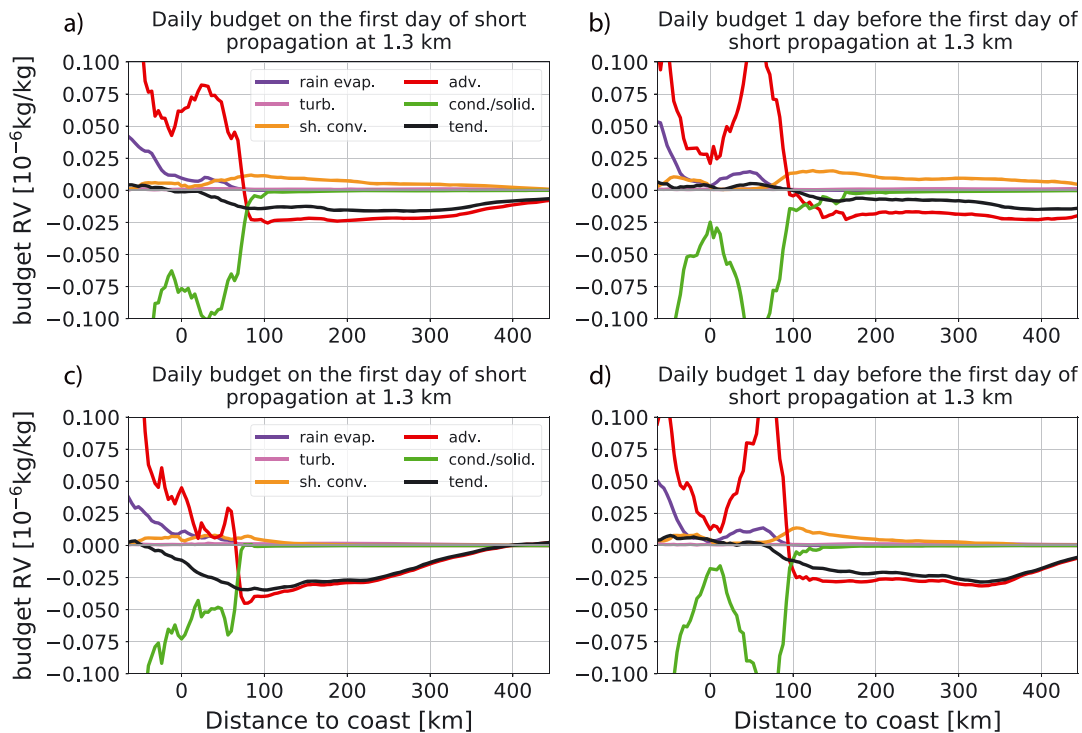 a)
Daily budget on the first day of short
propagation at 1.3 km
b)
Daily budget 1 day before the first day of
short propagation at 1.3 km
budget RV [10⁻⁶kg/kg]
0.100
0.075
0.050
0.025
0.000
−0.025
−0.050
−0.075
−0.100
rain evap.
turb.
sh. conv.
adv.
cond./solid.
tend.
0
100
200
300
400
0.100
0.075
0.050
0.025
0.000
−0.025
−0.050
−0.075
−0.100
0
100
200
300
400
c)
Daily budget on the first day of short
propagation at 1.3 km
d)
Daily budget 1 day before the first day of
short propagation at 1.3 km
budget RV [10⁻⁶kg/kg]
0.100
0.075
0.050
0.025
0.000
−0.025
−0.050
−0.075
−0.100
rain evap.
turb.
sh. conv.
adv.
cond./solid.
tend.
0
100
200
300
400
Distance to coast [km]
0.100
0.075
0.050
0.025
0.000
−0.025
−0.050
−0.075
−0.100
0
100
200
300
400
Distance to coast [km]